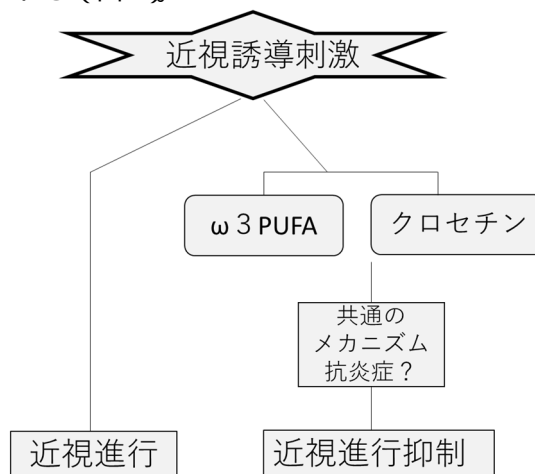 近視誘導刺激
ω３PUFA
クロセチン
共通の
メカニズム
抗炎症？
近視進行
近視進行抑制